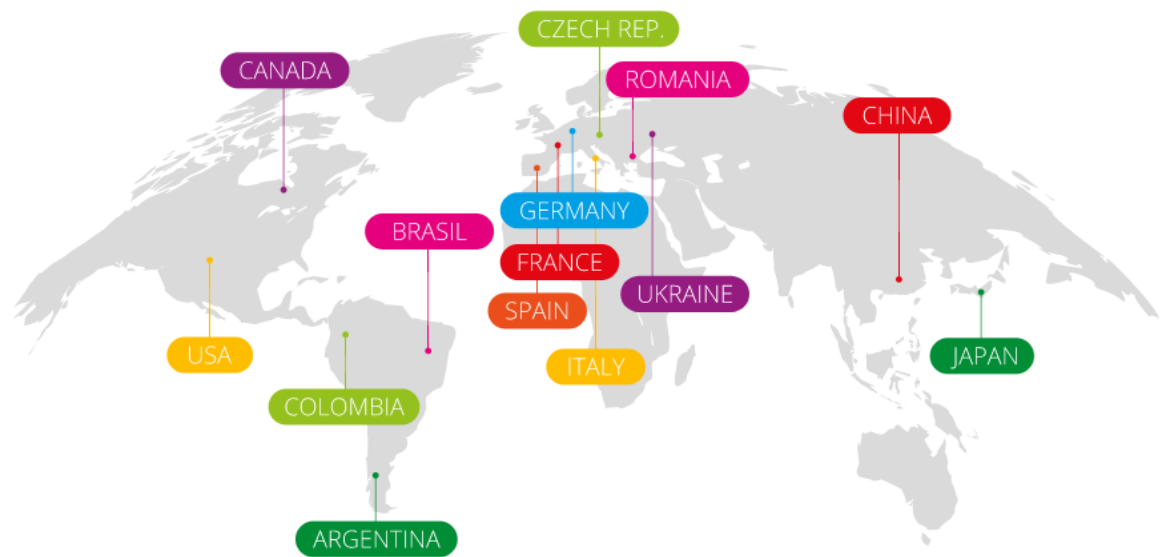 CZECH REP.
CANADA
ROMANIA
CHINA
GERMANY
BRASIL
FRANCE
UKRAINE
SPAIN
USA
JAPAN
ITALY
COLOMBIA
ARGENTINA